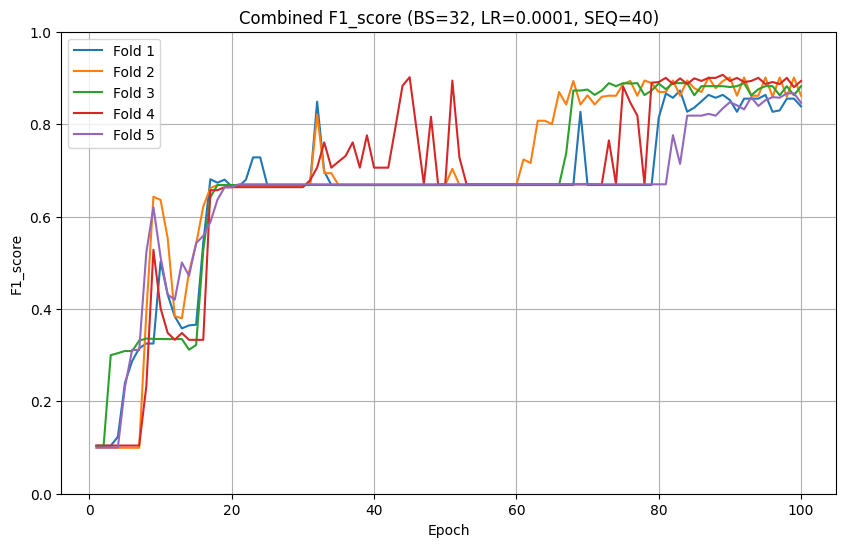 Combined F1_score (BS=32, LR=0.0001, SEQ=40)
Fold 1
Fold 2
Fold 3
Fold 4
Fold 5
1.0
0.8
0.6
0.4
0.2
0.0
F1_score
0 20 40 60 80 100
Epoch